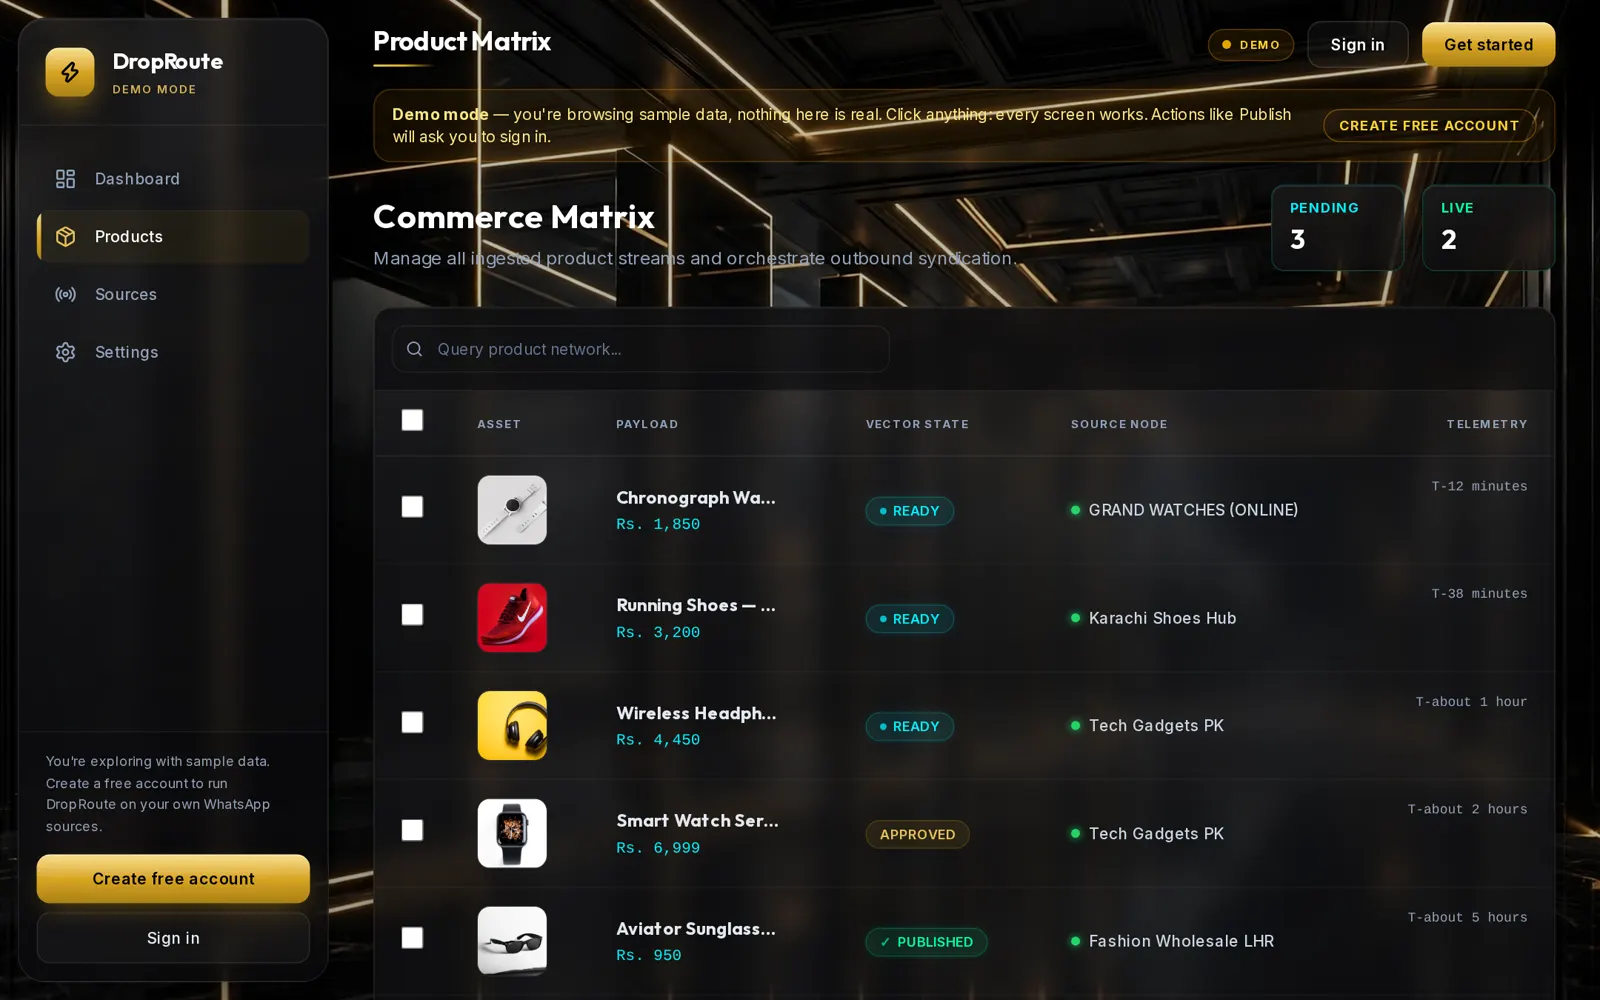 DropRoute
DEMO MODE
Dashboard
Products
Sources
Settings
You're exploring with sample data.
Create a free account to run
DropRoute on your own WhatsApp
sources.
Create free account
Sign in
Product Matrix
DEMO
Sign in
Get started
Demo mode — you're browsing sample data, nothing here is real. Click anything: every screen works. Actions like Publish
will ask you to sign in.
CREATE FREE ACCOUNT
Commerce Matrix
Manage all ingested product streams and orchestrate outbound syndication.
PENDING
3
LIVE
2
Query product network...
ASSET PAYLOAD VECTOR STATE SOURCE NODE TELEMETRY
Chronograph Wa...
Rs. 1,850
READY
GRAND WATCHES (ONLINE)
T-12 minutes
Running Shoes — ...
Rs. 3,200
READY
Karachi Shoes Hub
T-38 minutes
Wireless Headph...
Rs. 4,450
READY
Tech Gadgets PK
T-about 1 hour
Smart Watch Ser...
Rs. 6,999
APPROVED
Tech Gadgets PK
T-about 2 hours
Aviator Sunglass...
Rs. 950
✓ PUBLISHED
Fashion Wholesale LHR
T-about 5 hours